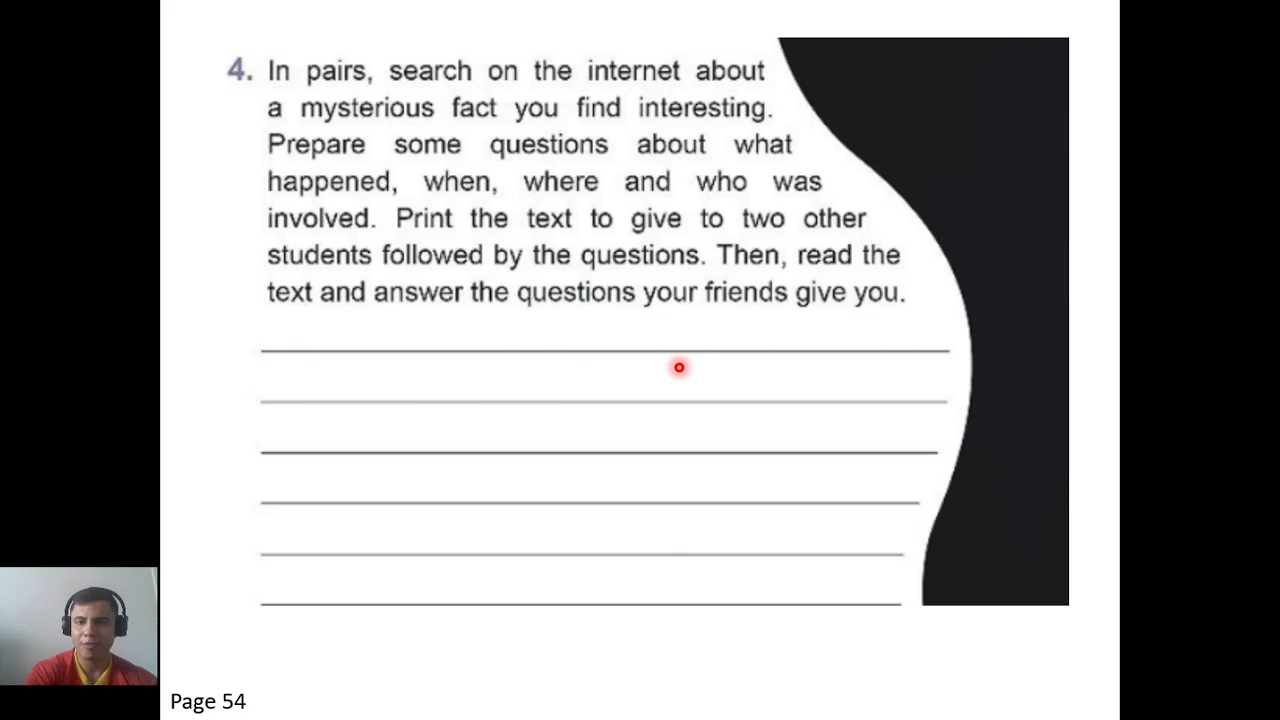 4. In pairs, search on the internet about
a mysterious fact you find interesting.
Prepare some questions about what
happened, when, where and who was
involved. Print the text to give to two other
students followed by the questions. Then, read the
text and answer the questions your friends give you.
Page 54